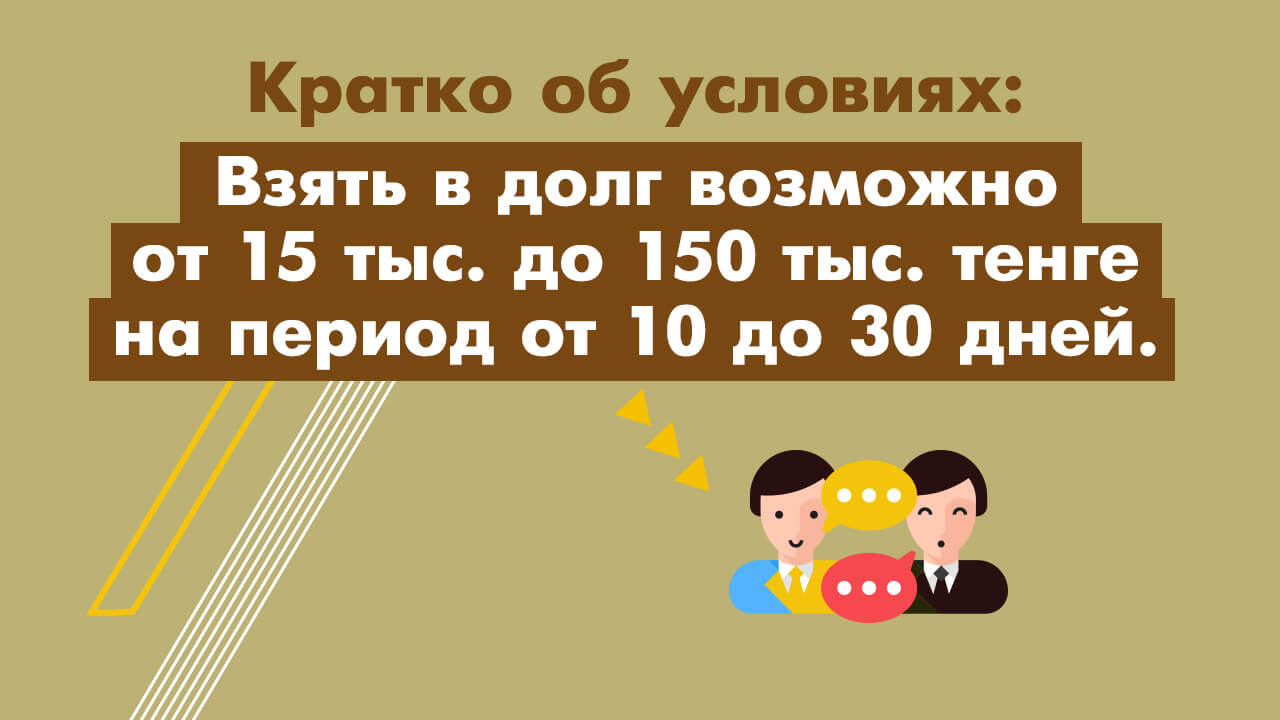 Кратко об условиях:
Взять в долг возможно
от 15 тыс. до 150 тыс. тенге
на период от 10 до 30 дней.